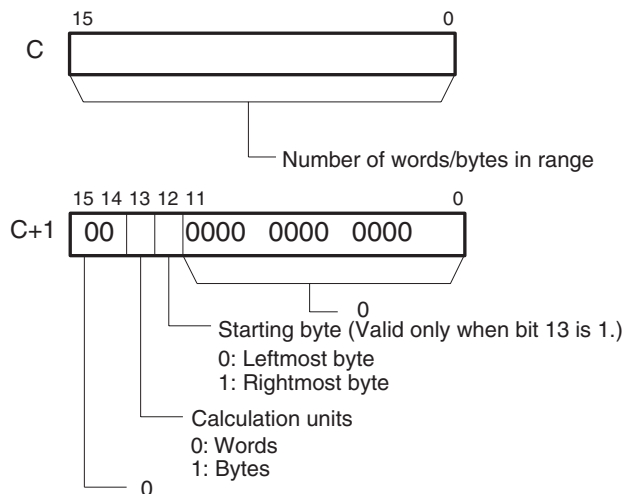 15 0
C
Number of words/bytes in range
15 14 13 12 11 0
C+1 00 0000 0000 0000
0
Starting byte (Valid only when bit 13 is 1.)
0: Leftmost byte
1: Rightmost byte
Calculation units
0: Words
1: Bytes
0